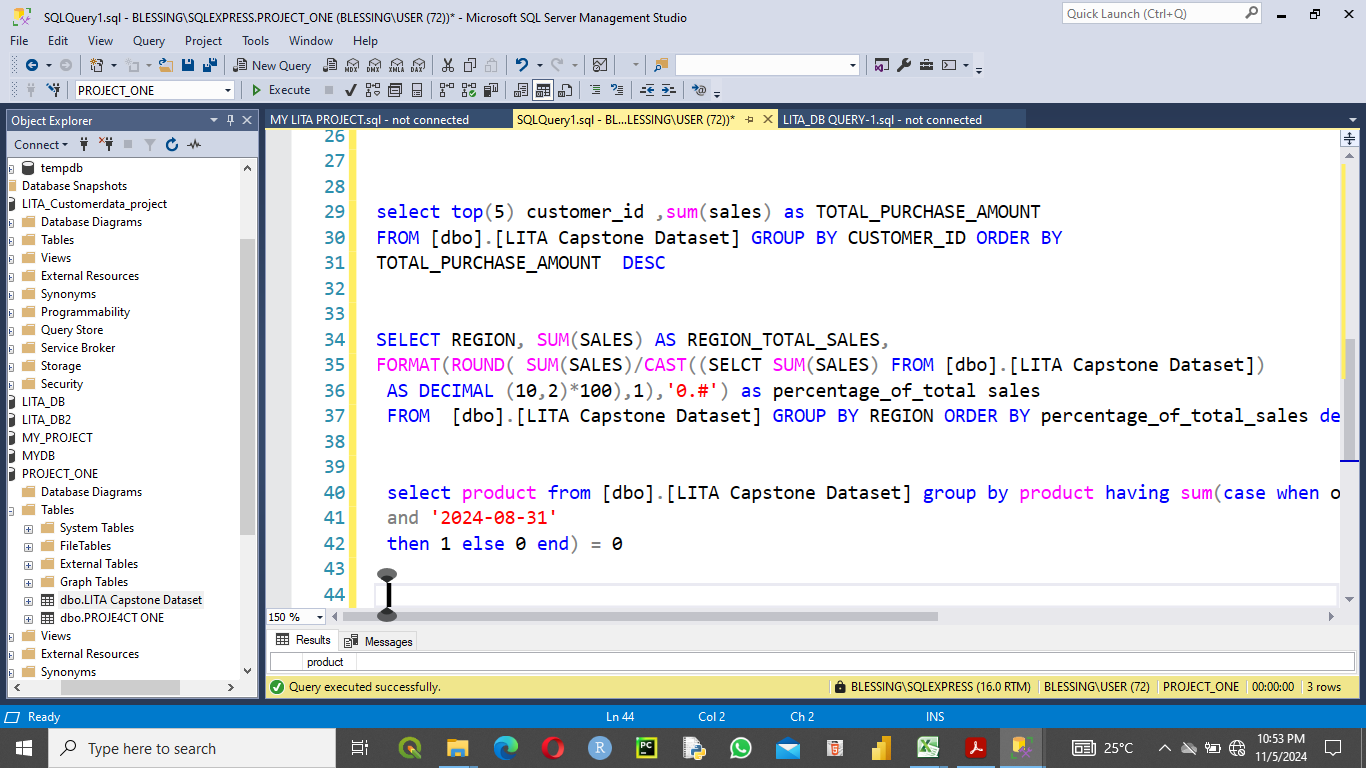 SQLQuery1.sql - BLESSING\SQLEXPRESS.PROJECT_ONE (BLESSING\USER (72))* - Microsoft SQL Server Management Studio
Quick Launch (Ctrl+Q)
File Edit View Query Project Tools Window Help
New Query MDX DMX XMLA DAX
PROJECT_ONE Execute
Object Explorer
MY LITA PROJECT.sql - not connected SQLQuery1.sql - BL...LESSING\USER (72))* LITA_DB QUERY-1.sql - not connected
Connect
tempdb
Database Snapshots
LITA_Customerdata_project
Database Diagrams
Tables
Views
External Resources
Synonyms
Programmability
Query Store
Service Broker
Storage
Security
LITA_DB
LITA_DB2
MY_PROJECT
MYDB
PROJECT_ONE
Database Diagrams
Tables
System Tables
FileTables
External Tables
Graph Tables
dbo.LITA Capstone Dataset
dbo.PROJE4CT ONE
Views
External Resources
Synonyms
26
27
28
29 select top(5) customer_id ,sum(sales) as TOTAL_PURCHASE_AMOUNT
30 FROM [dbo].[LITA Capstone Dataset] GROUP BY CUSTOMER_ID ORDER BY
31 TOTAL_PURCHASE_AMOUNT  DESC
32
33
34 SELECT REGION, SUM(SALES) AS REGION_TOTAL_SALES,
35 FORMAT(ROUND( SUM(SALES)/CAST((SELCT SUM(SALES) FROM [dbo].[LITA Capstone Dataset])
36 AS DECIMAL (10,2)*100),1),'0.#') as percentage_of_total sales
37 FROM  [dbo].[LITA Capstone Dataset] GROUP BY REGION ORDER BY percentage_of_total_sales de
38
39
40 select product from [dbo].[LITA Capstone Dataset] group by product having sum(case when o
41 and '2024-08-31'
42 then 1 else 0 end) = 0
43
44
150 %
Results Messages
product
Query executed successfully. BLESSING\SQLEXPRESS (16.0 RTM) BLESSING\USER (72) PROJECT_ONE 00:00:00 3 rows
Ready Ln 44 Col 2 Ch 2 INS
Type here to search
R
PC
25°C
10:53 PM
11/5/2024